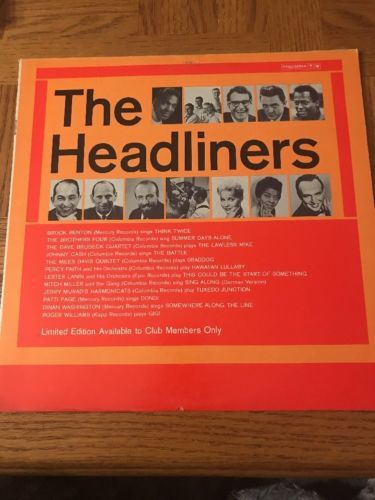 The
Headliners
BROOK BENTON (Mercury Records) sings THINK TWICE
THE BROTHERS FOUR (Columbia Records) sing SUMMER DAYS ALONE
THE DAVE BRUBECK QUARTET (Columbia Records) plays THE LAWLESS MIKE
JOHNNY CASH (Columbia Records) sings THE BATTLE
THE MILES DAVIS QUINTET (Columbia Records) plays DRADDOG
PERCY FAITH and His Orchestra (Columbia Records) play HAWAIIAN LULLABY
LESTER LANIN and His Orchestra (Epic Records) play THIS COULD BE THE START OF SOMETHING
MITCH MILLER and the Gang (Columbia Records) sing SING ALONG (German Version)
JERRY MURAD'S HARMONICATS (Columbia Records) play TUXEDO JUNCTION
PATTI PAGE (Mercury Records) sings DONDI
DINAH WASHINGTON (Mercury Records) sings SOMEWHERE ALONG THE LINE
ROGER WILLIAMS (Kapp Records) plays GIGI
Limited Edition Available to Club Members Only